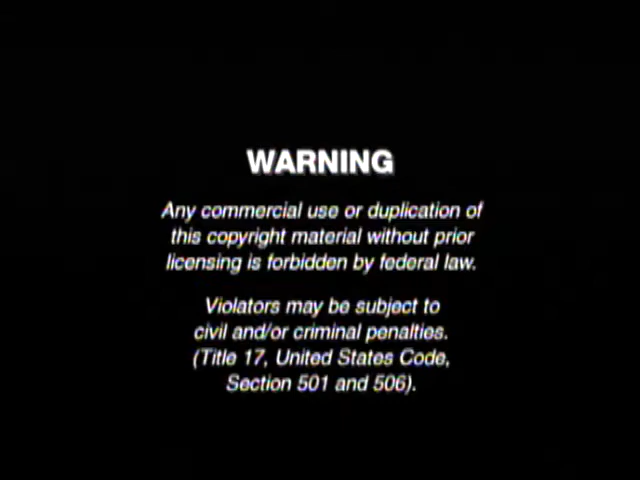 WARNING
Any commercial use or duplication of
this copyright material without prior
licensing is forbidden by federal law.
Violators may be subject to
civil and/or criminal penalties.
(Title 17, United States Code,
Section 501 and 506).